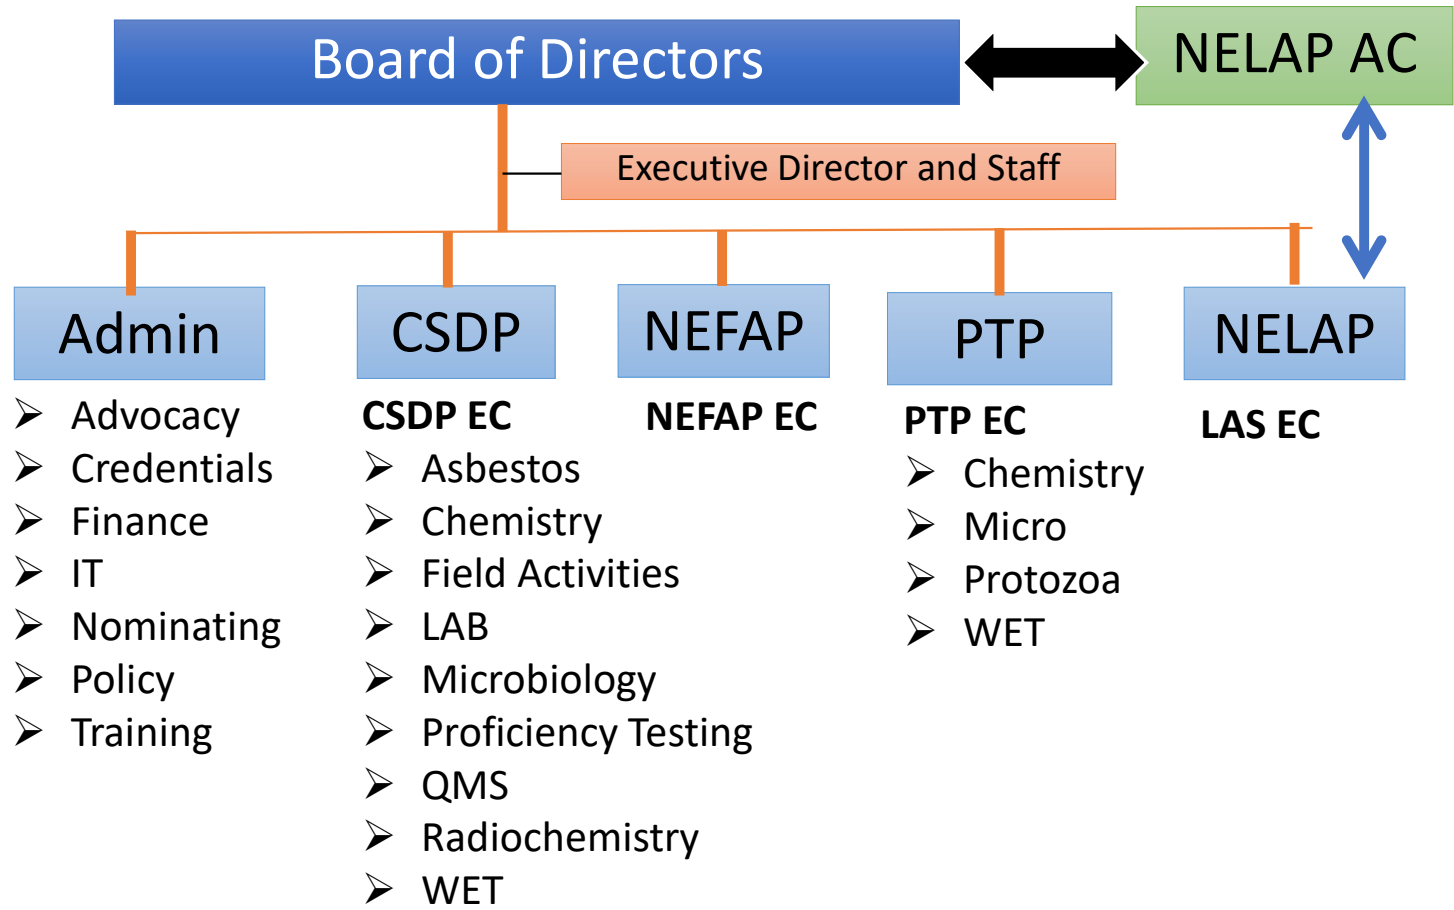 Board of Directors
NELAP AC
Executive Director and Staff
Admin
Advocacy
Credentials
Finance
IT
Nominating
Policy
Training
CSDP
CSDP EC
Asbestos
Chemistry
Field Activities
LAB
Microbiology
Proficiency Testing
QMS
Radiochemistry
WET
NEFAP
NEFAP EC
PTP
PTP EC
Chemistry
Micro
Protozoa
WET
NELAP
LAS EC